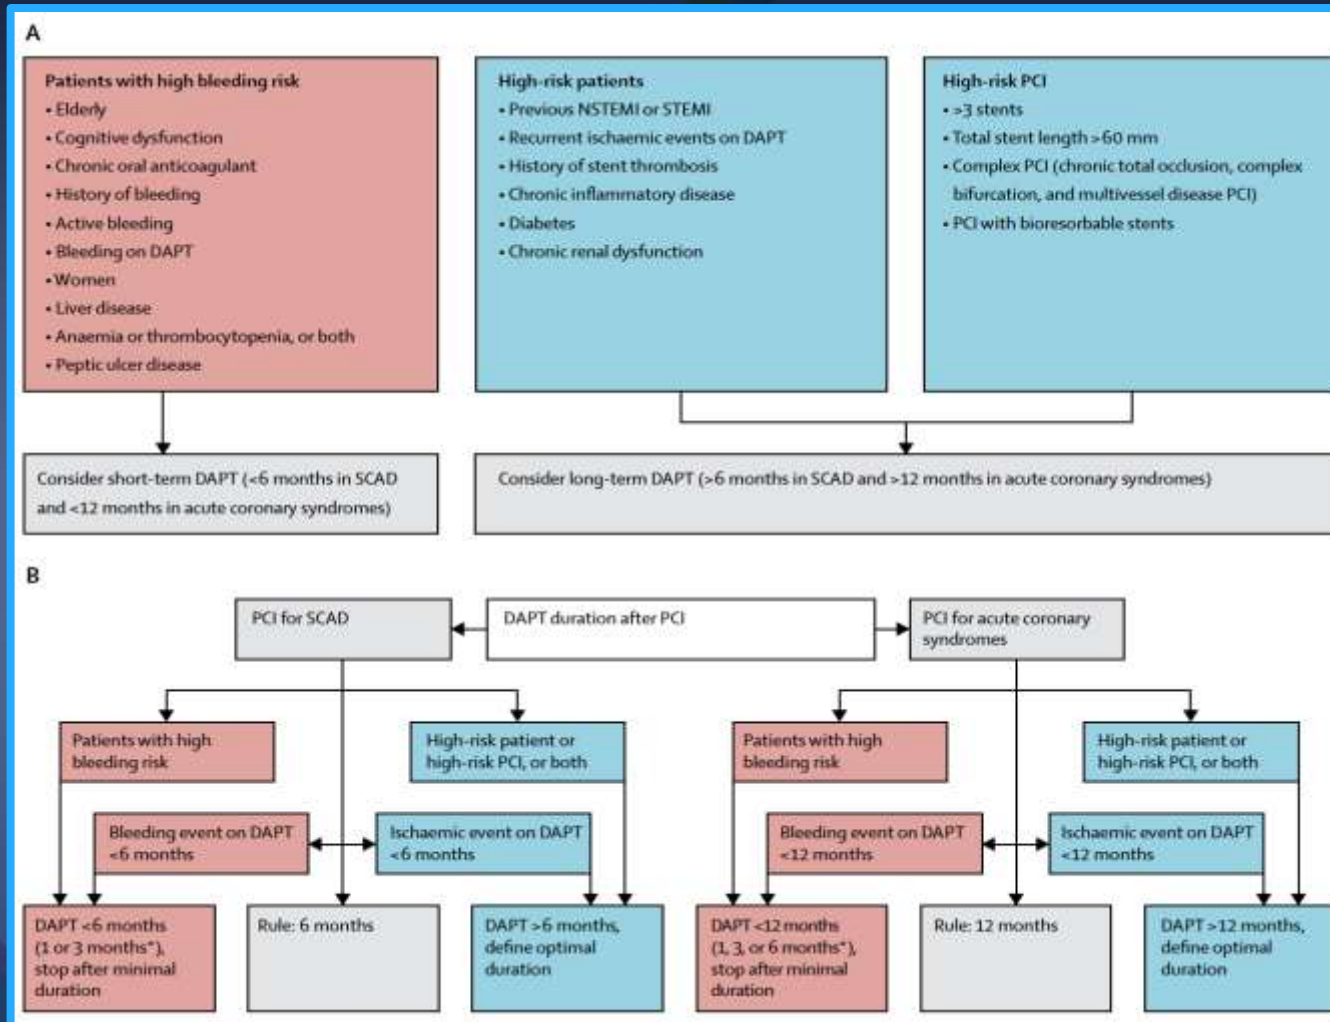 A
Patients with high bleeding risk
• Elderly
• Cognitive dysfunction
• Chronic oral anticoagulant
• History of bleeding
• Active bleeding
• Bleeding on DAPT
• Women
• Liver disease
• Anaemia or thrombocytopenia, or both
• Peptic ulcer disease
High-risk patients
• Previous NSTEMI or STEMI
• Recurrent ischaemic events on DAPT
• History of stent thrombosis
• Chronic inflammatory disease
• Diabetes
• Chronic renal dysfunction
High-risk PCI
• >3 stents
• Total stent length >60 mm
• Complex PCI (chronic total occlusion, complex
bifurcation, and multivessel disease PCI)
• PCI with bioresorbable stents
Consider short-term DAPT (<6 months in SCAD
and <12 months in acute coronary syndromes)
Consider long-term DAPT (>6 months in SCAD and >12 months in acute coronary syndromes)
B
PCI for SCAD
DAPT duration after PCI
PCI for acute coronary
syndromes
Patients with high
bleeding risk
High-risk patient or
high-risk PCI, or both
Patients with high
bleeding risk
High-risk patient or
high-risk PCI, or both
Bleeding event on DAPT
<6 months
Ischaemic event on DAPT
<6 months
Bleeding event on DAPT
<12 months
Ischaemic event on DAPT
<12 months
DAPT <6 months
(1 or 3 months*),
stop after minimal
duration
Rule: 6 months
DAPT >6 months,
define optimal
duration
DAPT <12 months
(1, 3, or 6 months*),
stop after minimal
duration
Rule: 12 months
DAPT >12 months,
define optimal
duration